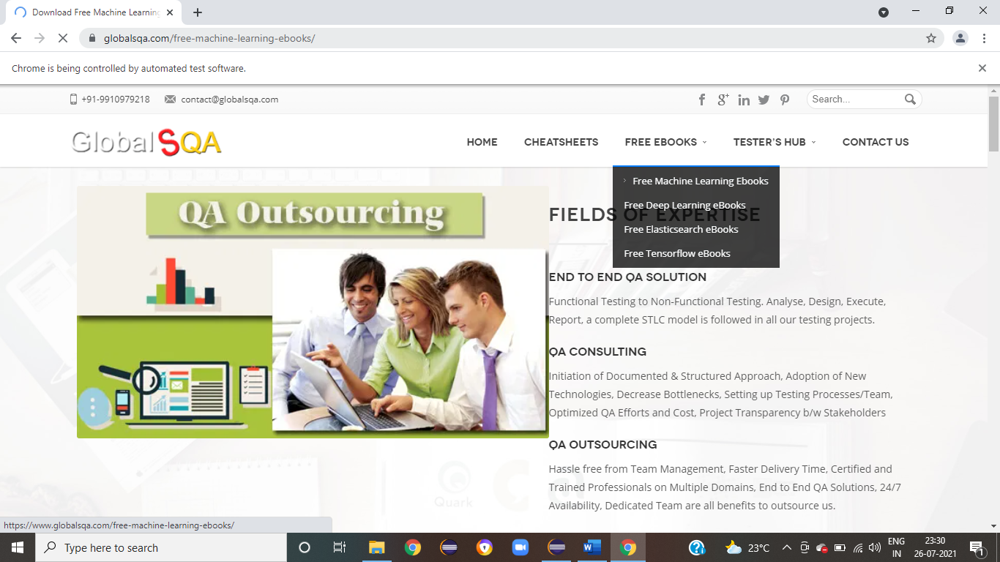 Download Free Machine Learning
globalsqa.com/free-machine-learning-ebooks/
Chrome is being controlled by automated test software.
+91-9910979218 contact@globalsqa.com
Search...
GlobalSQA
HOME CHEATSHEETS FREE EBOOKS TESTER'S HUB CONTACT US
Free Machine Learning Ebooks
Free Deep Learning eBooks
Free Elasticsearch eBooks
Free Tensorflow eBooks
QA Outsourcing
FIELDS OF EXPERTISE
END TO END QA SOLUTION
Functional Testing to Non-Functional Testing. Analyse, Design, Execute,
Report, a complete STLC model is followed in all our testing projects.
QA CONSULTING
Initiation of Documented & Structured Approach, Adoption of New
Technologies, Decrease Bottlenecks, Setting up Testing Processes/Team,
Optimized QA Efforts and Cost, Project Transparency b/w Stakeholders
QA OUTSOURCING
Hassle free from Team Management, Faster Delivery Time, Certified and
Trained Professionals on Multiple Domains, End to End QA Solutions, 24/7
Availability, Dedicated Team are all benefits to outsource us.
Quark
https://www.globalsqa.com/free-machine-learning-ebooks/
Type here to search
23°C
ENG
IN
23:30
26-07-2021
1